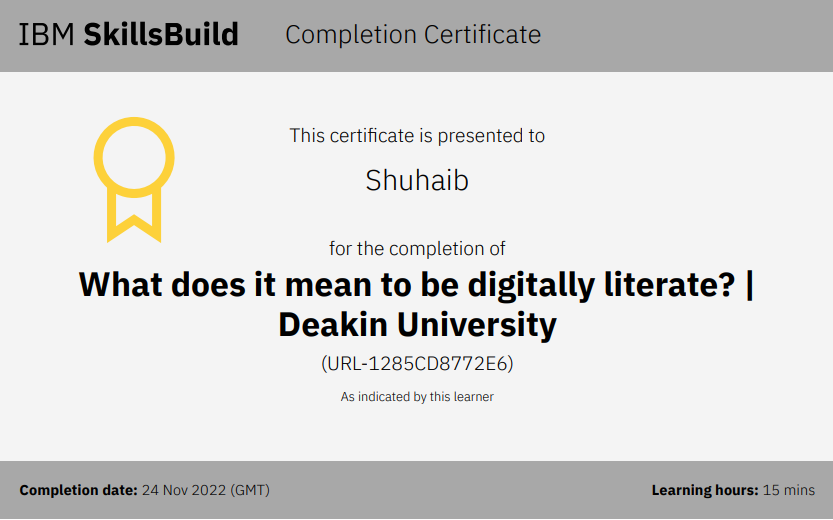 IBM SkillsBuild Completion Certificate
This certificate is presented to
Shuhaib
for the completion of
What does it mean to be digitally literate? |
Deakin University
(URL-1285CD8772E6)
As indicated by this learner
Completion date: 24 Nov 2022 (GMT)
Learning hours: 15 mins